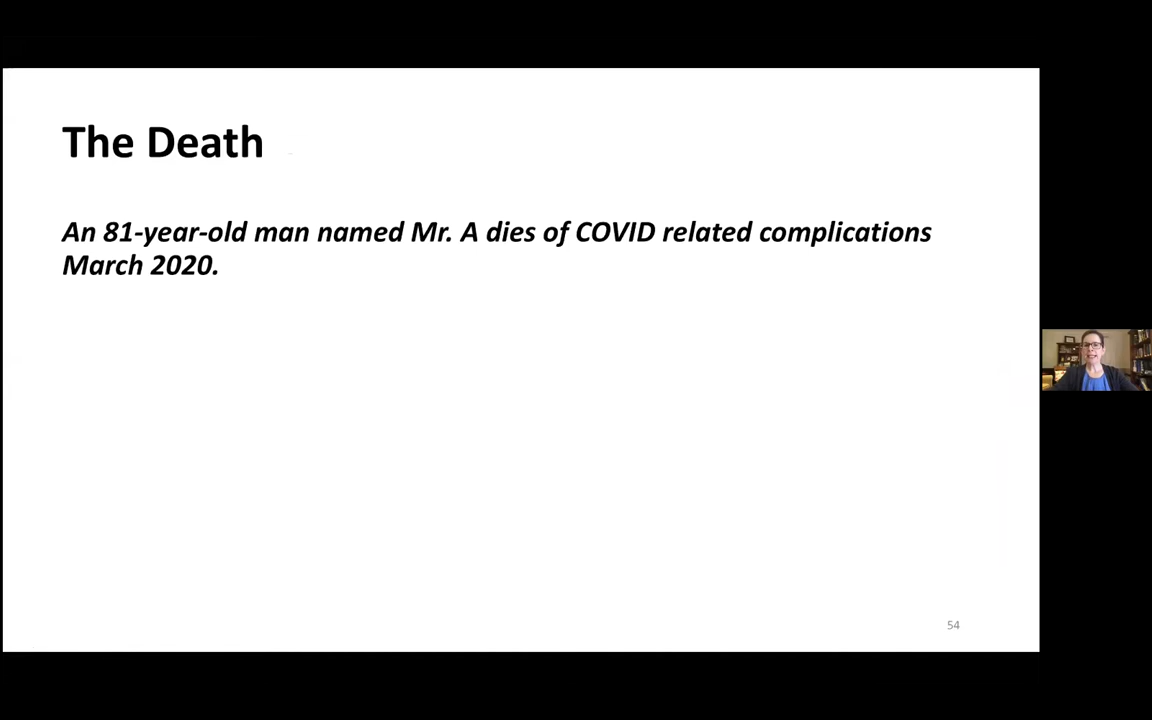 The Death
An 81-year-old man named Mr. A dies of COVID related complications
March 2020.
54